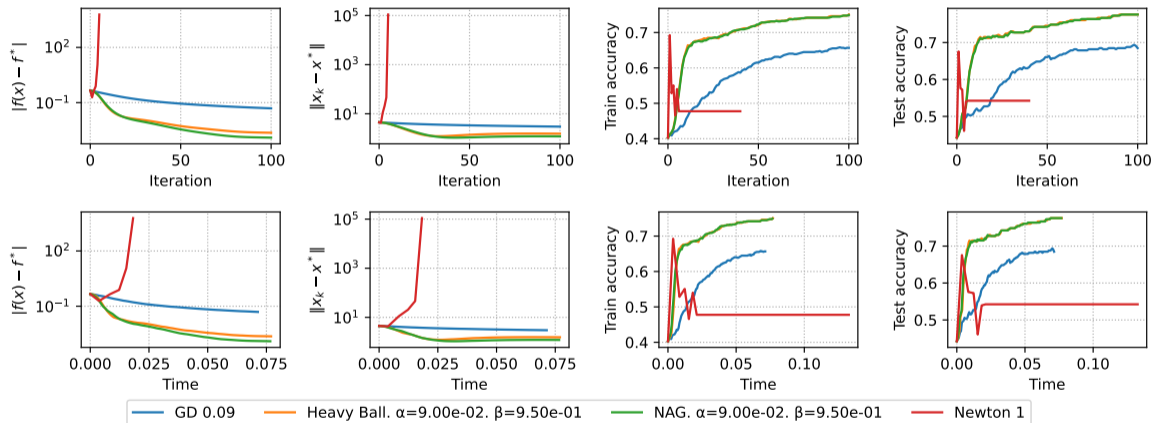 |f(x) − f*|
10²
10⁻¹
0 50 100
Iteration
‖x_k − x*‖
10⁵
10³
10¹
0 50 100
Iteration
Train accuracy
0.7
0.6
0.5
0.4
0 50 100
Iteration
Test accuracy
0.7
0.6
0.5
0 50 100
Iteration
|f(x) − f*|
10²
10⁻¹
0.000 0.025 0.050 0.075
Time
‖x_k − x*‖
10⁵
10³
10¹
0.000 0.025 0.050 0.075
Time
Train accuracy
0.7
0.6
0.5
0.4
0.00 0.05 0.10
Time
Test accuracy
0.7
0.6
0.5
0.00 0.05 0.10
Time
GD 0.09 Heavy Ball. α=9.00e-02. β=9.50e-01 NAG. α=9.00e-02. β=9.50e-01 Newton 1